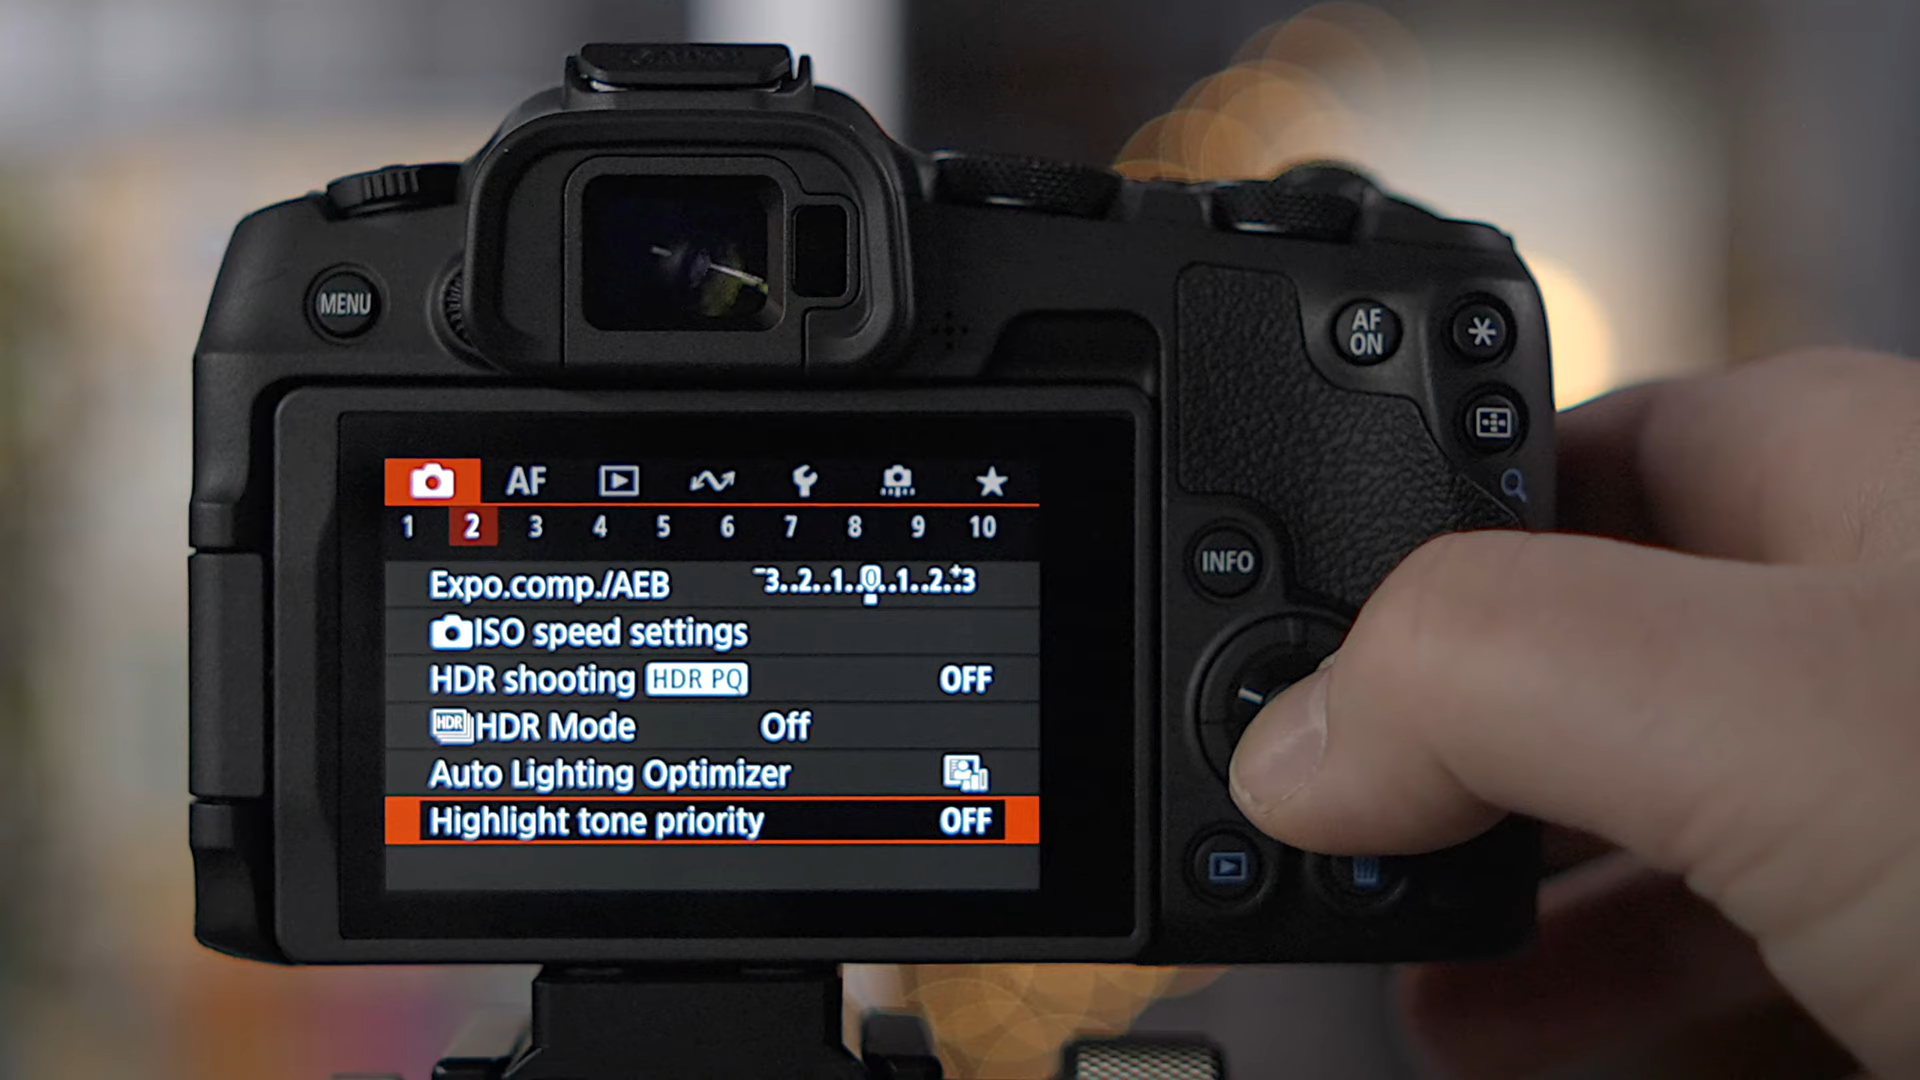 MENU
AF
ON
AF
1 2 3 4 5 6 7 8 9 10
Expo.comp./AEB -3..2..1..0..1..2..+3
ISO speed settings
HDR shooting HDR PQ OFF
HDR HDR Mode Off
Auto Lighting Optimizer
Highlight tone priority OFF
INFO